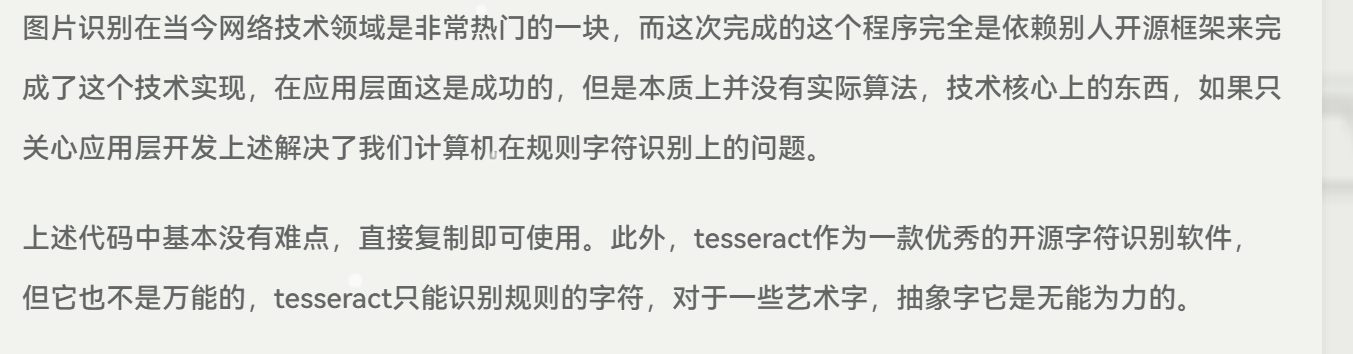 图片识别在当今网络技术领域是非常热门的一块，而这次完成的这个程序完全是依赖别人开源框架来完
成了这个技术实现，在应用层面这是成功的，但是本质上并没有实际算法，技术核心上的东西，如果只
关心应用层开发上述解决了我们计算机在规则字符识别上的问题。
上述代码中基本没有难点，直接复制即可使用。此外，tesseract作为一款优秀的开源字符识别软件，
但它也不是万能的，tesseract只能识别规则的字符，对于一些艺术字，抽象字它是无能为力的。